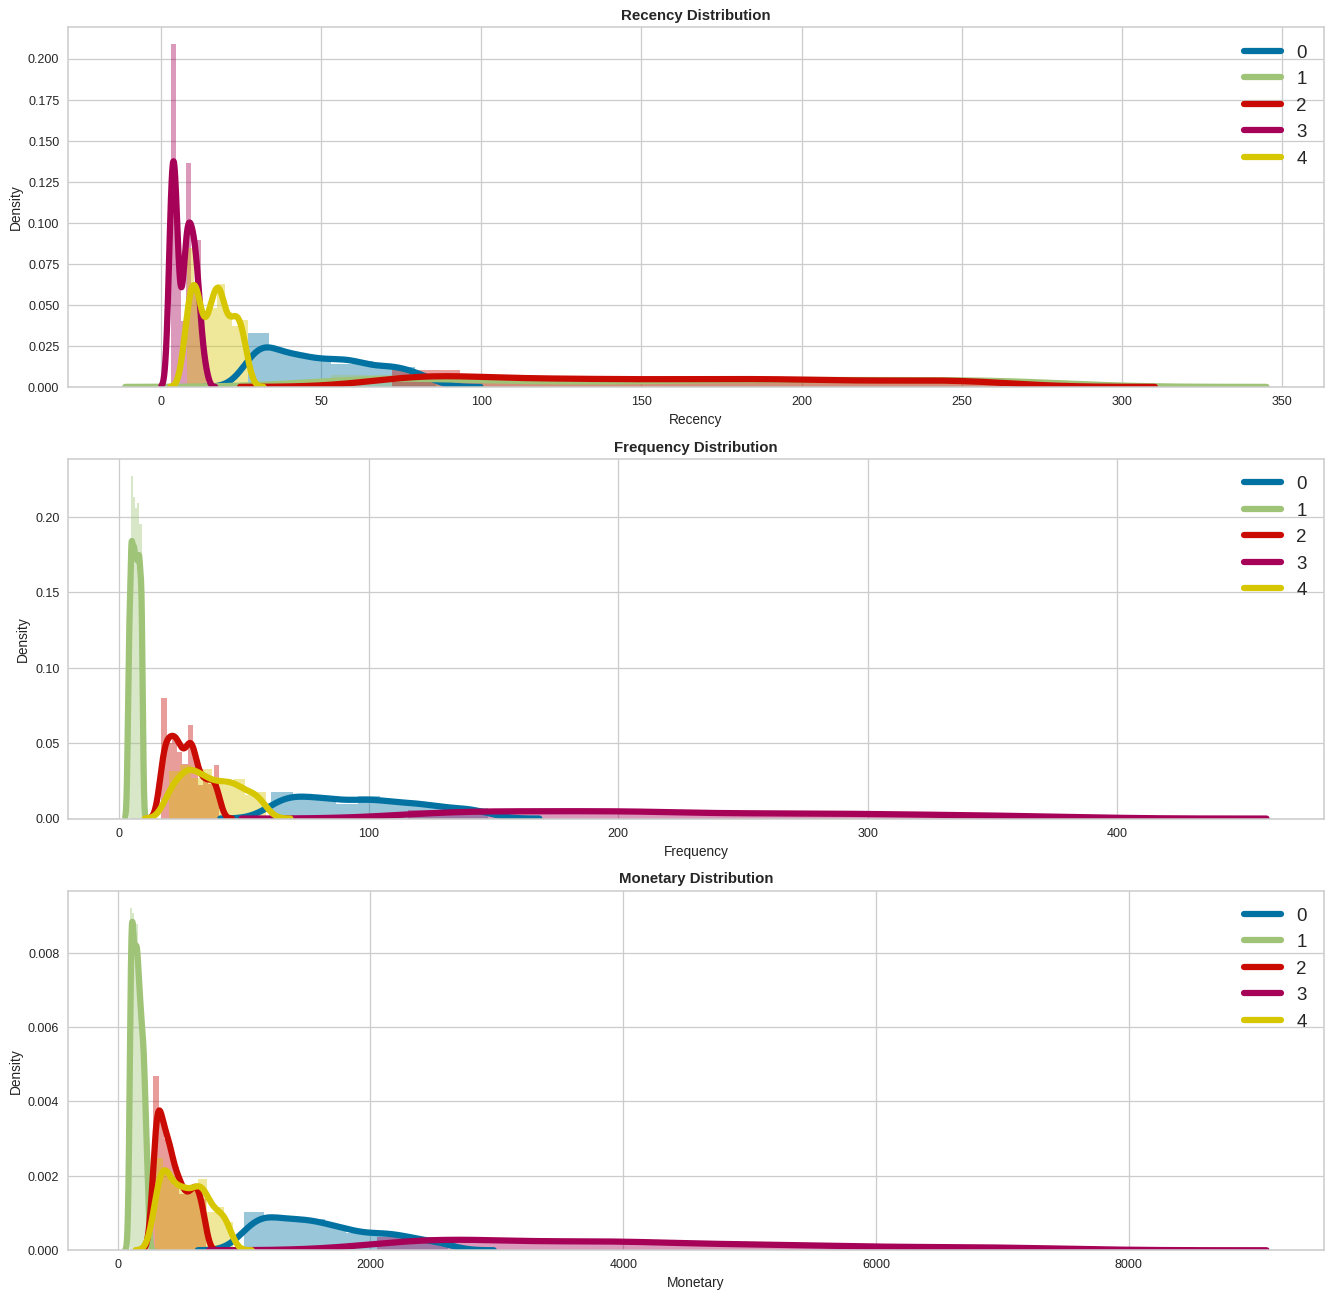 Recency Distribution
0.200
0.175
0.150
0.125
0.100
0.075
0.050
0.025
0.000
Density
0
1
2
3
4
0 50 100 150 200 250 300 350
Recency
Frequency Distribution
0.20
0.15
0.10
0.05
0.00
Density
0
1
2
3
4
0 100 200 300 400
Frequency
Monetary Distribution
0.008
0.006
0.004
0.002
0.000
Density
0
1
2
3
4
0 2000 4000 6000 8000
Monetary